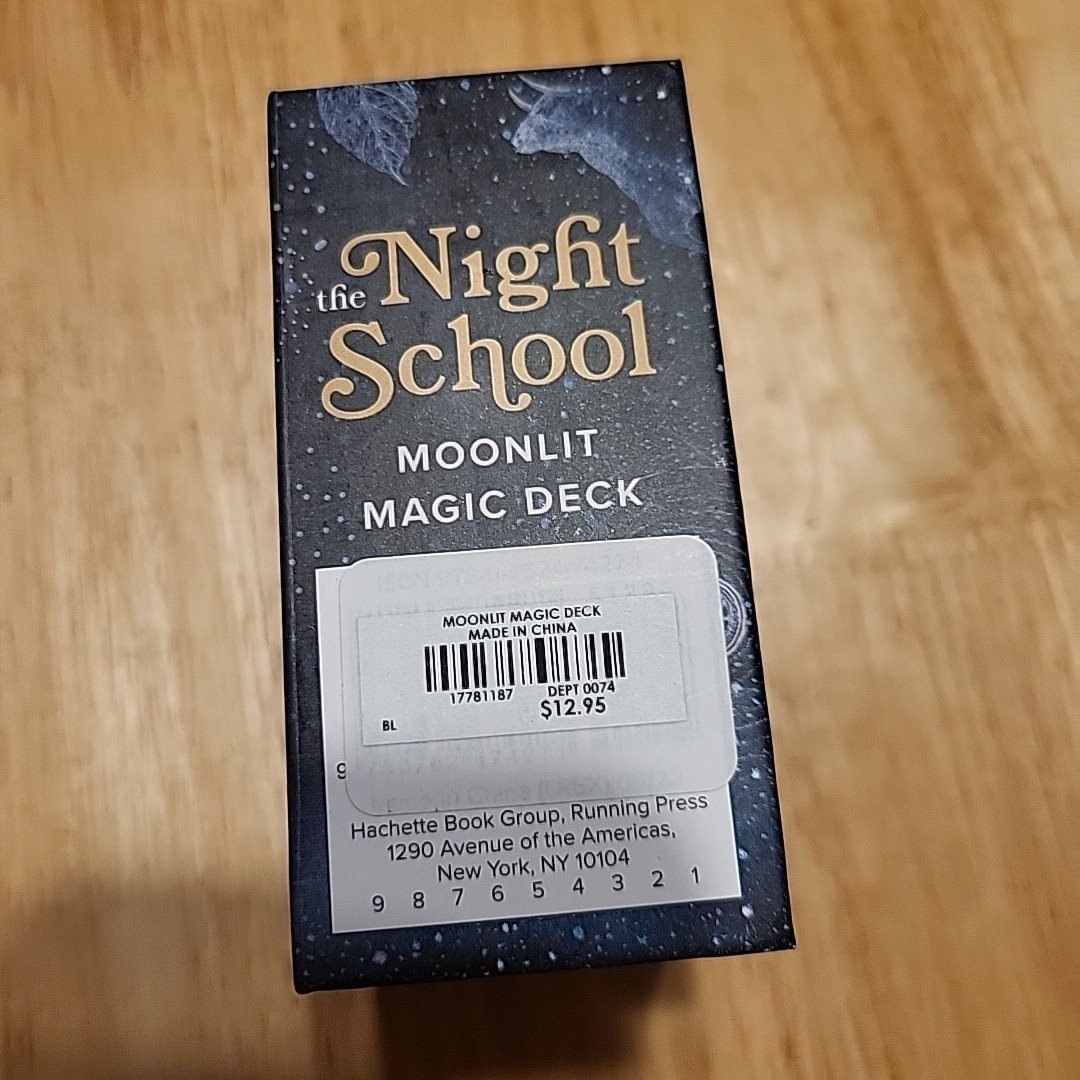 the Night
School
MOONLIT
MAGIC DECK
MOONLIT MAGIC DECK
MADE IN CHINA
17781187 DEPT 0074
BL $12.95
9
Hachette Book Group, Running Press
1290 Avenue of the Americas,
New York, NY 10104
9 8 7 6 5 4 3 2 1